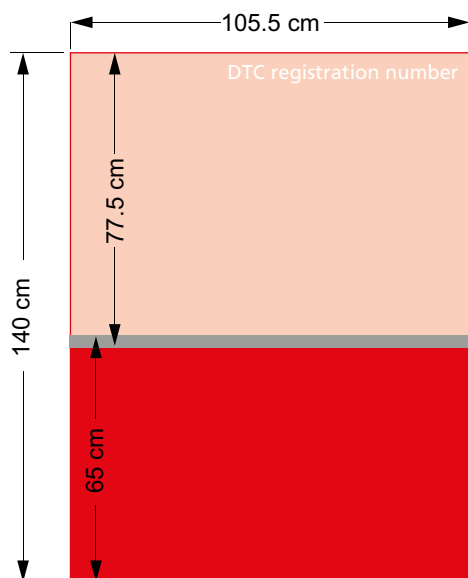 105.5 cm
DTC registration number
77.5 cm
140 cm
65 cm